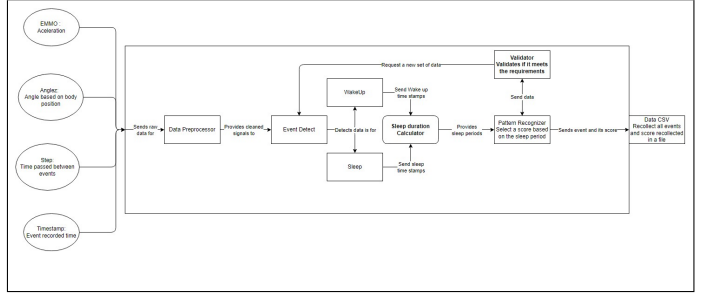 EMMO :
Aceleration
Anglez:
Angle based on body
position
Step:
Time passed between
events
Timestamp:
Event recorded time
Sends raw
data for
Data Preprocessor
Provides cleaned
signals to
Event Detect
Request a new set of data
WakeUp
Detects data is for
Sleep
Send Wake up
time stamps
Send sleep
time stamps
Sleep duration
Calculator
Provides
sleep periods
Validator
Validates if it meets
the requirements
Send data
Pattern Recognizer
Select a score based
on the sleep period
Sends event and its score
Data CSV
Recollect all events
and score recollected
in a file